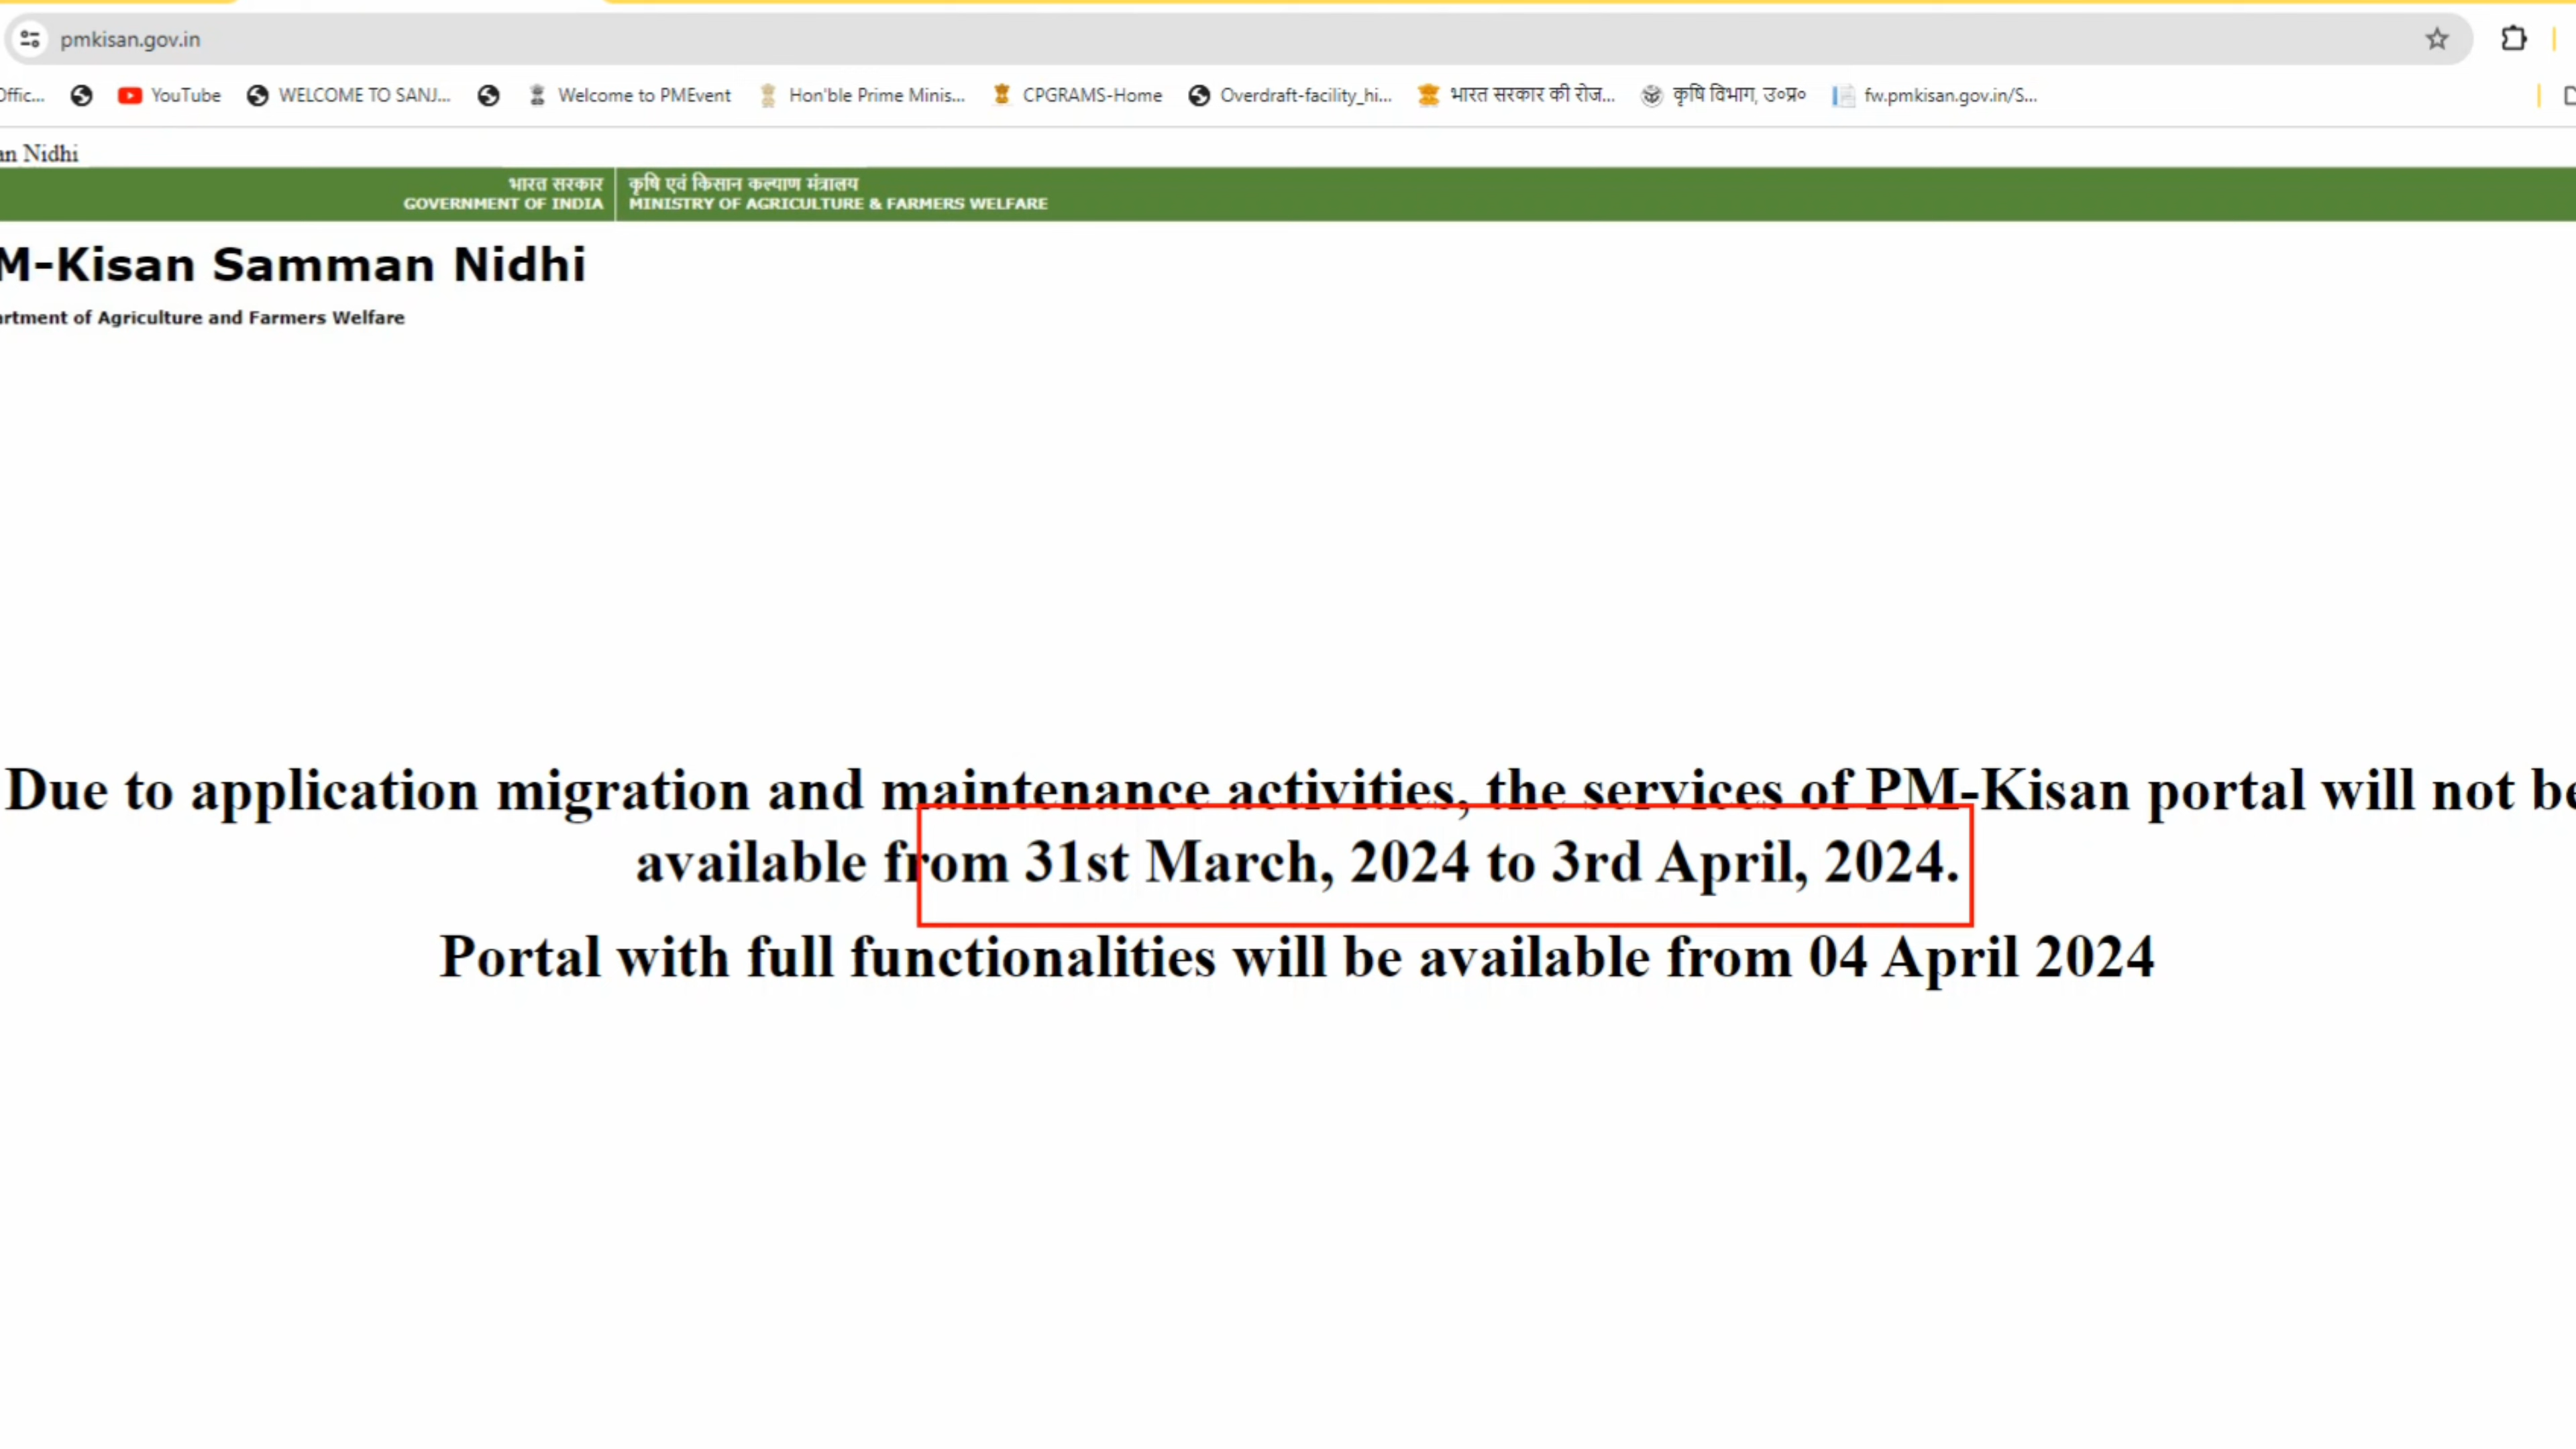 pmkisan.gov.in
Offic... YouTube WELCOME TO SANJ... Welcome to PMEvent Hon'ble Prime Minis... CPGRAMS-Home Overdraft-facility_hi... भारत सरकार की रोज... कृषि विभाग, उ०प्र० fw.pmkisan.gov.in/S...
an Nidhi
भारत सरकार कृषि एवं किसान कल्याण मंत्रालय
GOVERNMENT OF INDIA MINISTRY OF AGRICULTURE & FARMERS WELFARE
M-Kisan Samman Nidhi
artment of Agriculture and Farmers Welfare
Due to application migration and maintenance activities, the services of PM-Kisan portal will not be
available from 31st March, 2024 to 3rd April, 2024.
Portal with full functionalities will be available from 04 April 2024